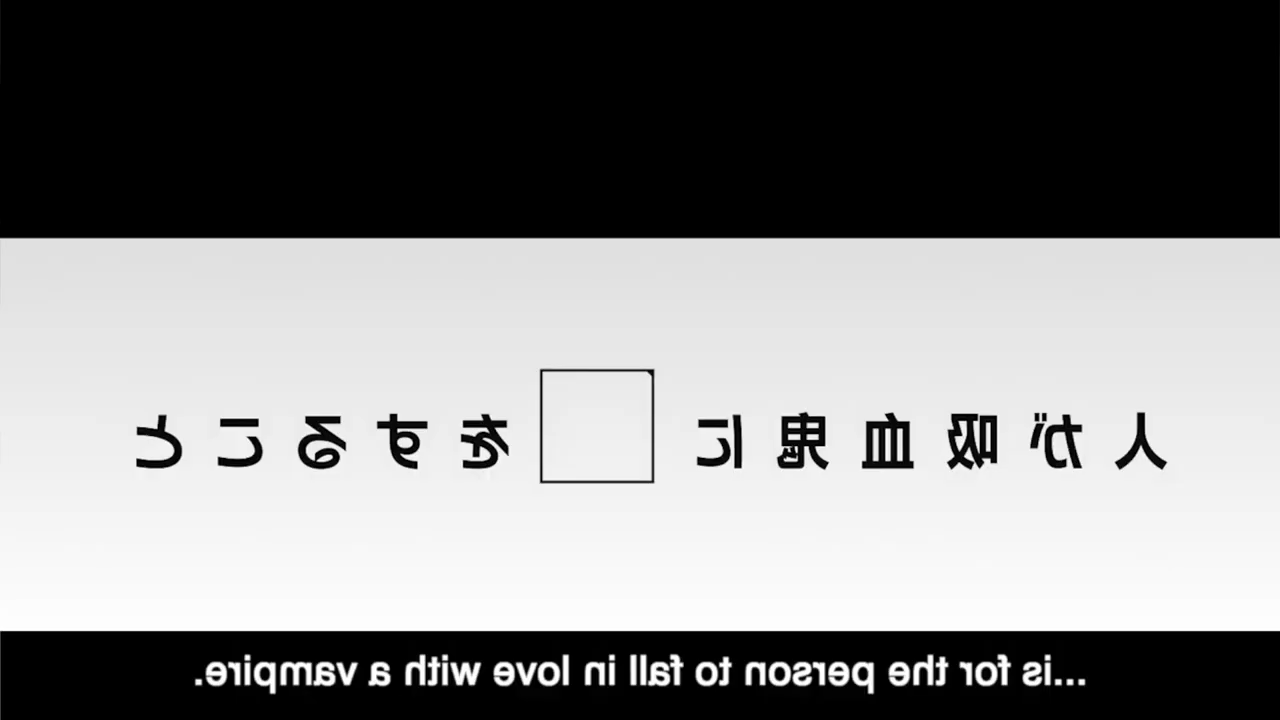 人が吸血鬼に□をすること
...is for the person to fall in love with a vampire.